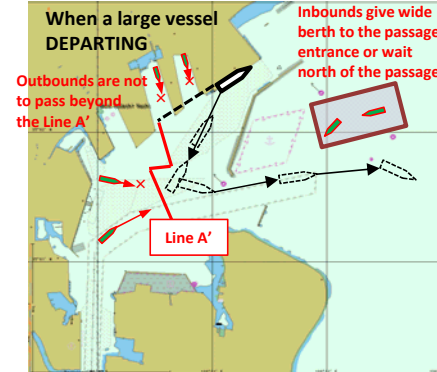 When a large vessel
DEPARTING
Inbounds give wide
berth to the passage
entrance or wait
north of the passage
Outbounds are not
to pass beyond
the Line A'
Line A'